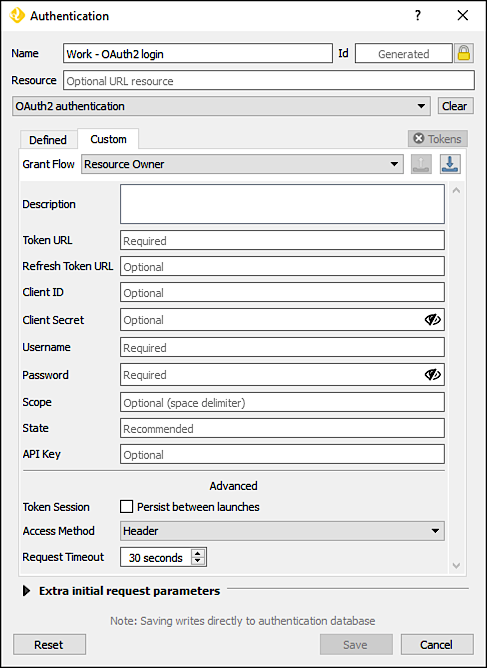 Authentication ?
Name Work - OAuth2 login Id Generated
Resource Optional URL resource
OAuth2 authentication Clear
Defined Custom Tokens
Grant Flow Resource Owner
Description
Token URL Required
Refresh Token URL Optional
Client ID Optional
Client Secret Optional
Username Required
Password Required
Scope Optional (space delimiter)
State Recommended
API Key Optional
Advanced
Token Session Persist between launches
Access Method Header
Request Timeout 30 seconds
Extra initial request parameters
Note: Saving writes directly to authentication database
Reset Save Cancel